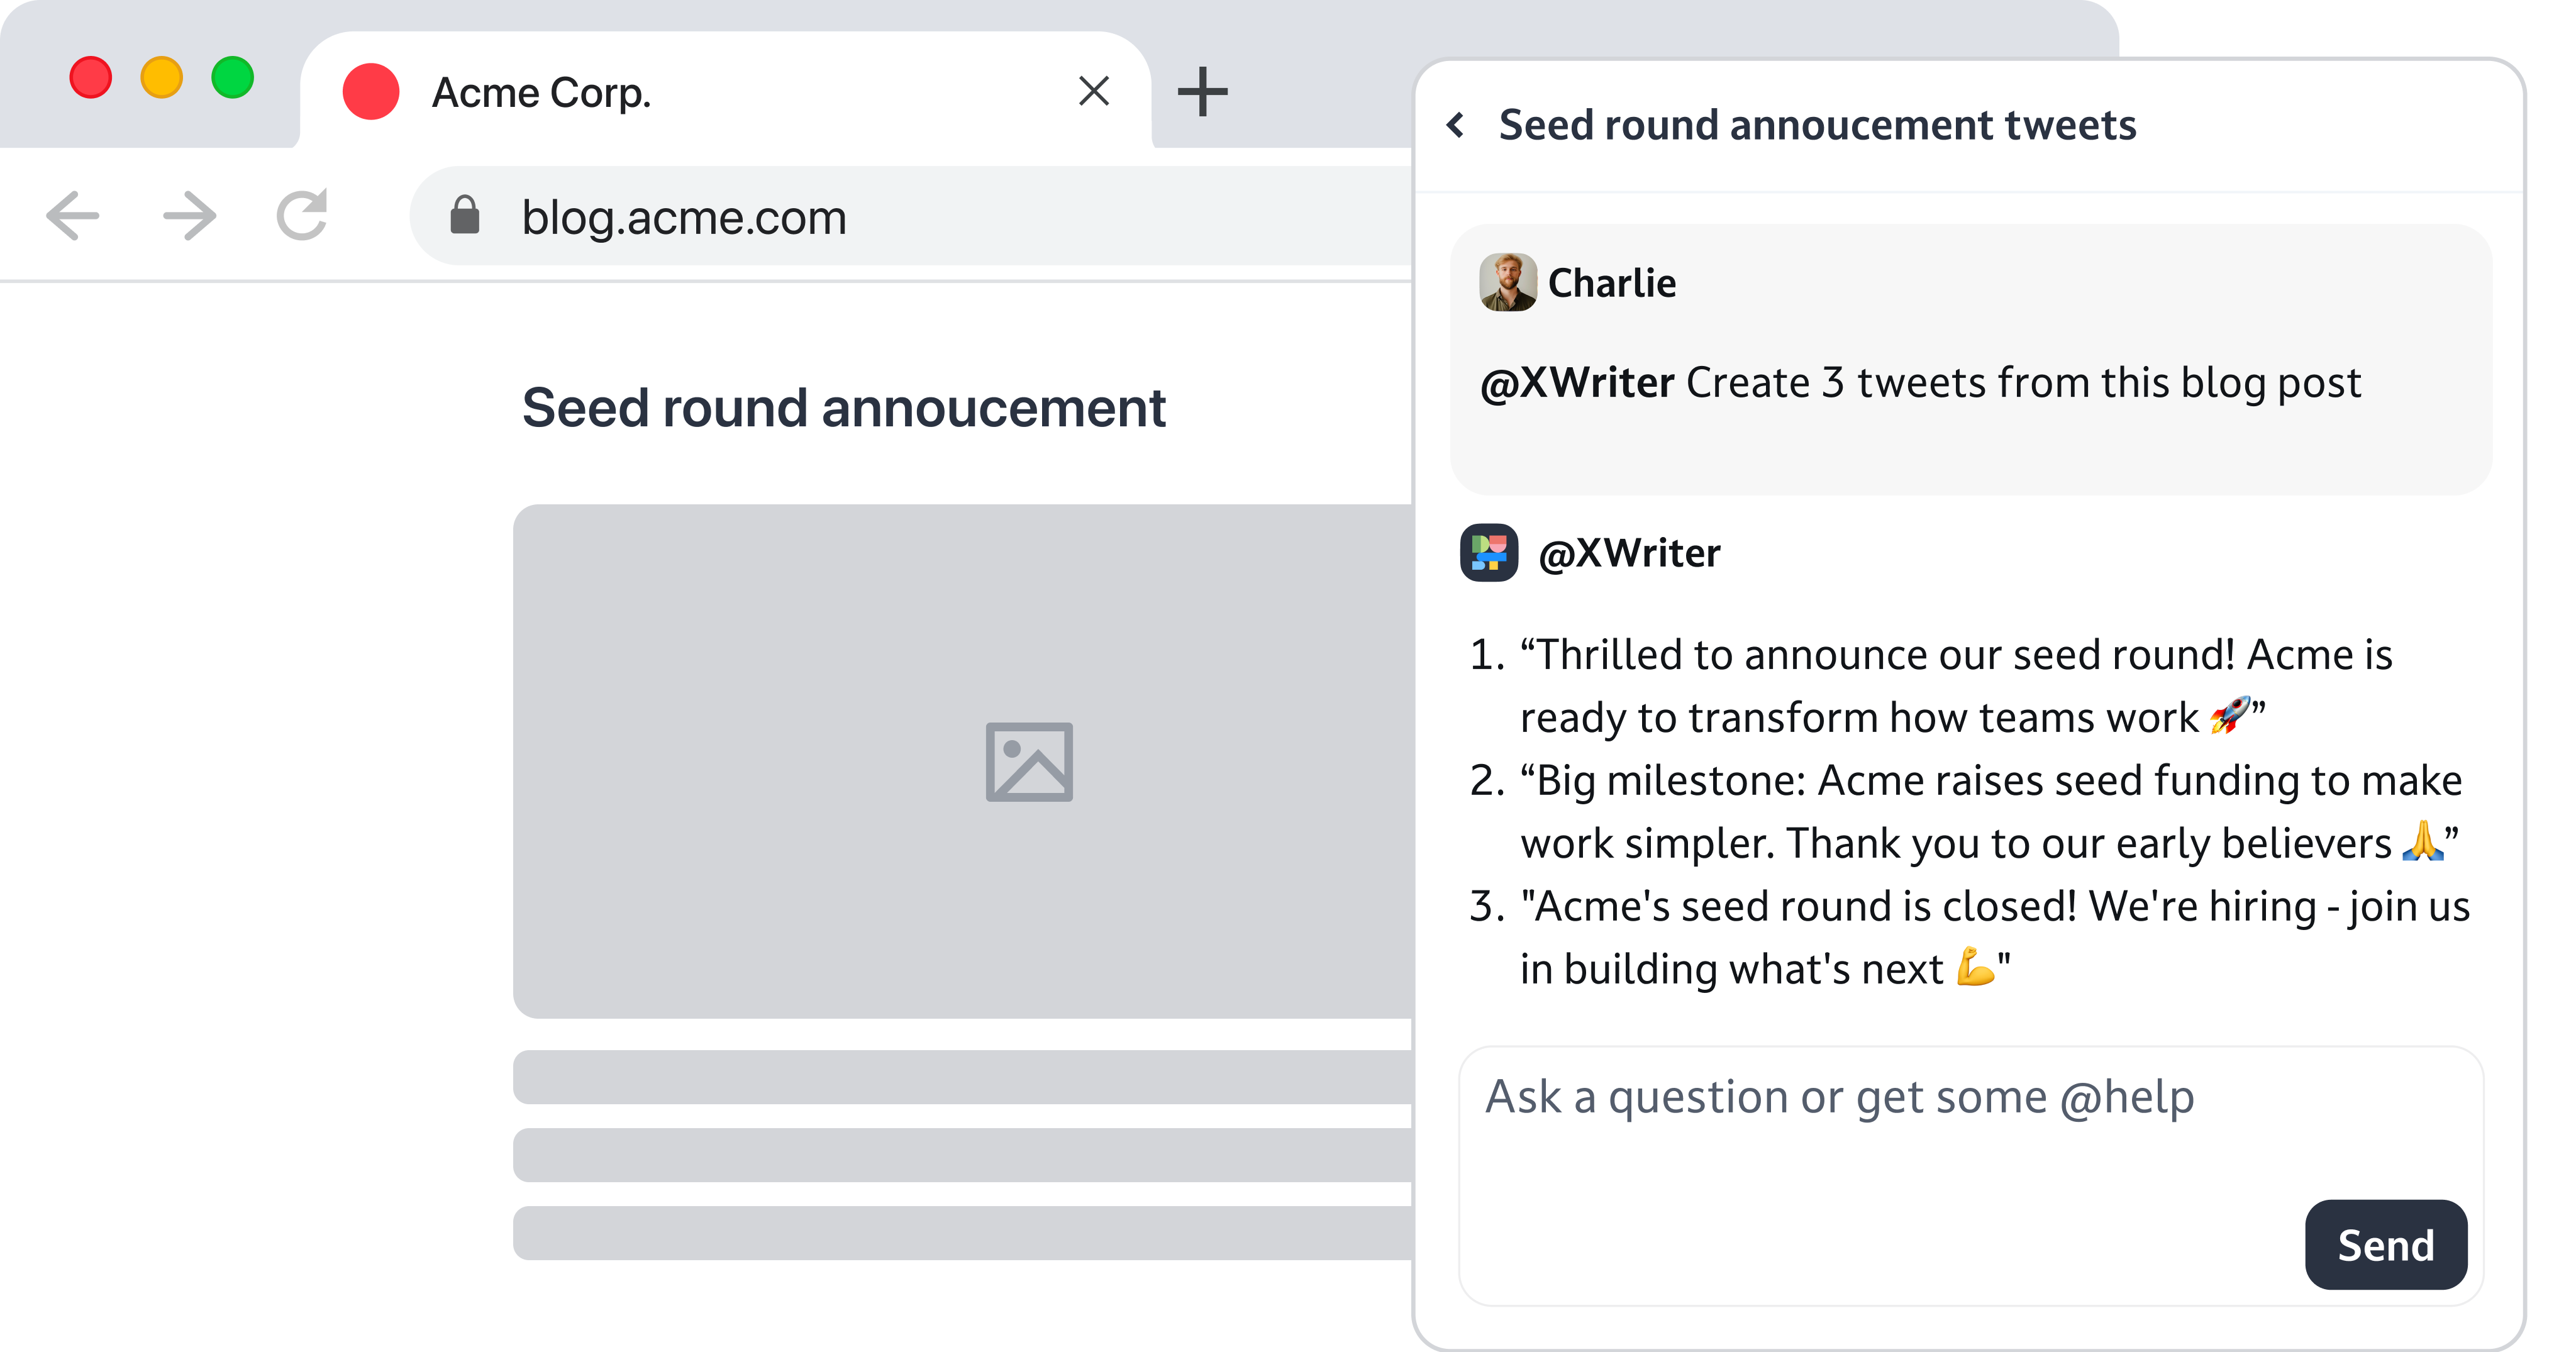 Acme Corp.
blog.acme.com
Seed round annoucement
Seed round annoucement tweets
Charlie
@XWriter Create 3 tweets from this blog post
@XWriter
1. “Thrilled to announce our seed round! Acme is
ready to transform how teams work 🚀”
2. “Big milestone: Acme raises seed funding to make
work simpler. Thank you to our early believers 🙏”
3. "Acme's seed round is closed! We're hiring - join us
in building what's next 💪"
Ask a question or get some @help
Send